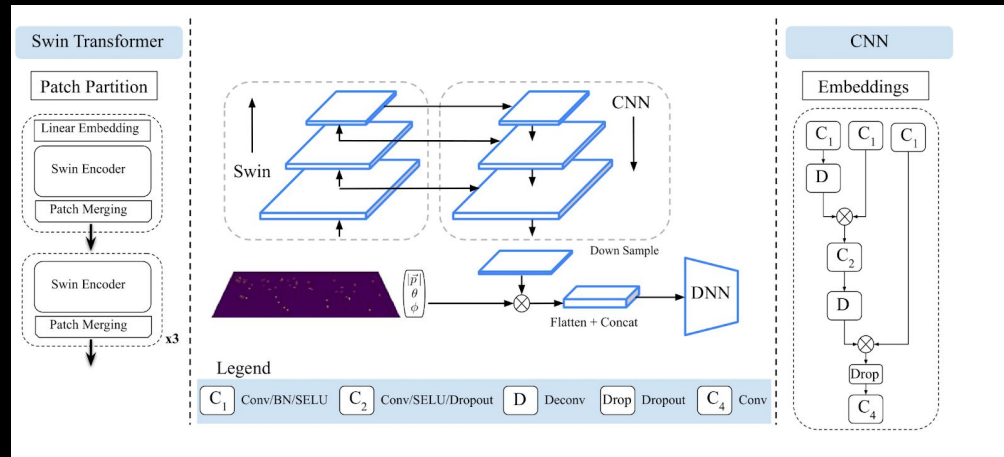 Swin Transformer
Patch Partition
Linear Embedding
Swin Encoder
Patch Merging
Swin Encoder
Patch Merging
x3
Swin
CNN
Down Sample
|p⃗|
θ
ϕ
Flatten + Concat
DNN
Legend
C₁ Conv/BN/SELU C₂ Conv/SELU/Dropout D Deconv Drop Dropout C₄ Conv
CNN
Embeddings
C₁ C₁ C₁
D
C₂
D
Drop
C₄